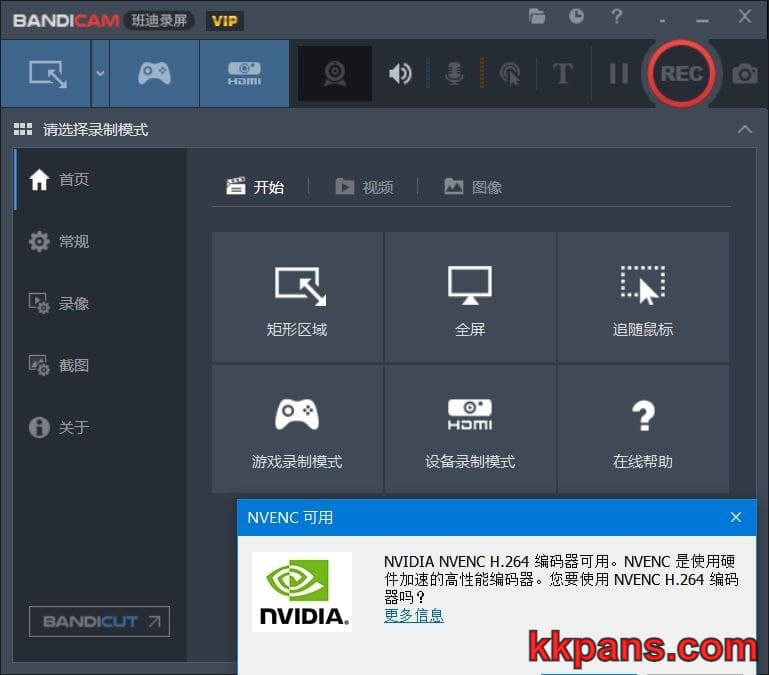 BANDICAM 班迪录屏 VIP
HDMI T REC
请选择录制模式
首页
常规
录像
截图
关于
BANDICUT
开始 视频 图像
矩形区域 全屏 追随鼠标
HDMI
游戏录制模式 设备录制模式 在线帮助
NVENC 可用
NVIDIA NVENC H.264 编码器可用。NVENC 是使用硬
件加速的高性能编码器。您要使用 NVENC H.264 编码
器吗？
更多信息
NVIDIA.
kkpans.com